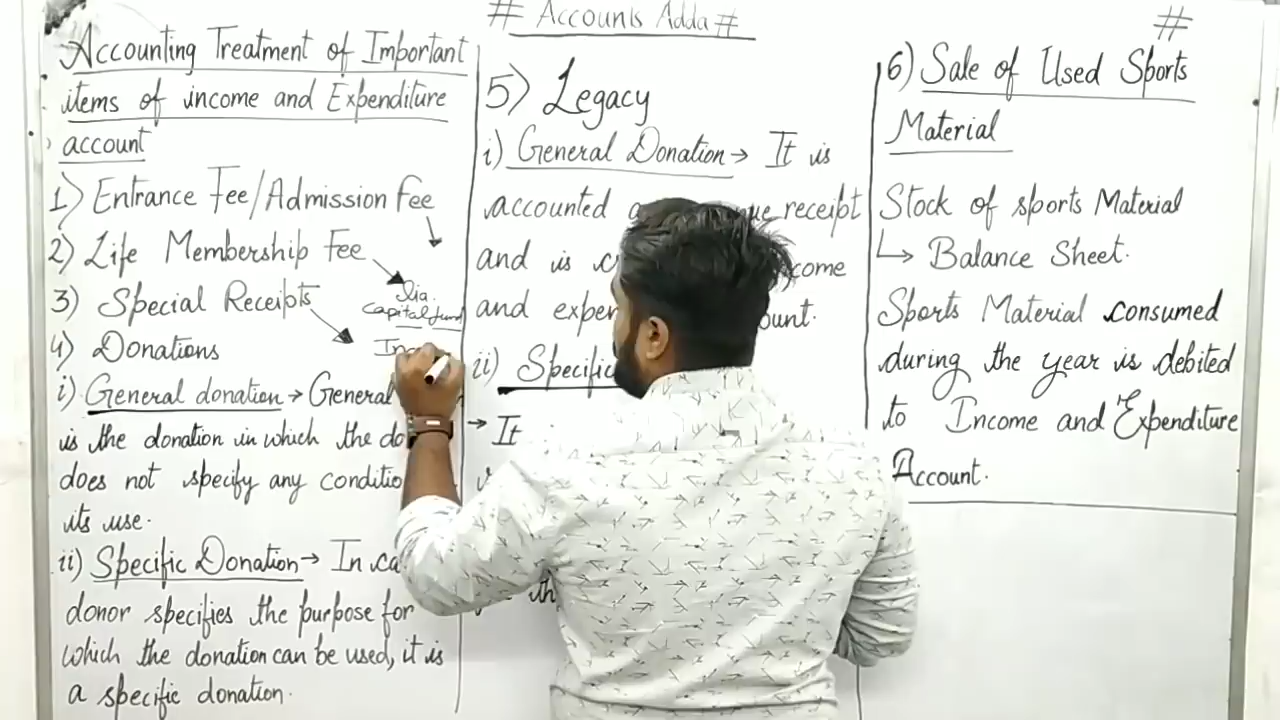 # Accounts Adda #
Accounting Treatment of Important
items of income and Expenditure
account
1) Entrance Fee/Admission Fee
2) Life Membership Fee
3) Special Receipts
Lia.
Capital fund
4) Donations
i) General donation → General
is the donation in which the do
does not specify any conditio
its use.
ii) Specific Donation → In ca
donor specifies the purpose for
which the donation can be used, it is
a specific donation.
5) Legacy
i) General Donation → It is
accounted a ue receipt
and is c come
and expen ount.
ii) Specific
→ It
th
#
6) Sale of Used Sports
Material
Stock of sports Material
↳ Balance Sheet.
Sports Material consumed
during the year is debited
to Income and Expenditure
Account.